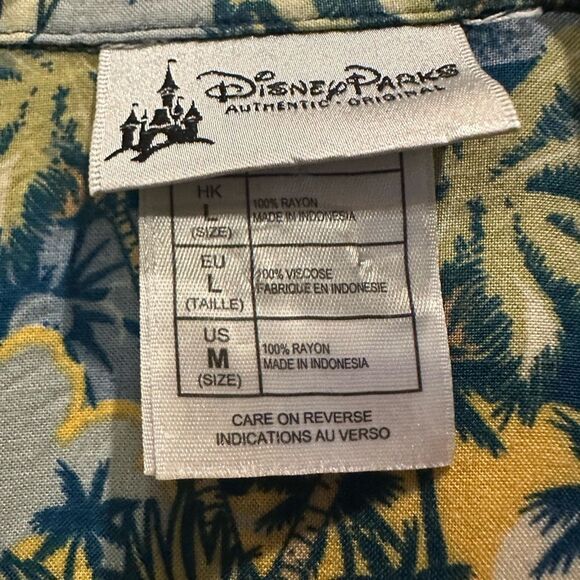 Disney Parks
AUTHENTIC · ORIGINAL
HK
L
(SIZE)
100% RAYON
MADE IN INDONESIA
EU
L
(TAILLE)
100% VISCOSE
FABRIQUE EN INDONESIE
US
M
(SIZE)
100% RAYON
MADE IN INDONESIA
CARE ON REVERSE
INDICATIONS AU VERSO